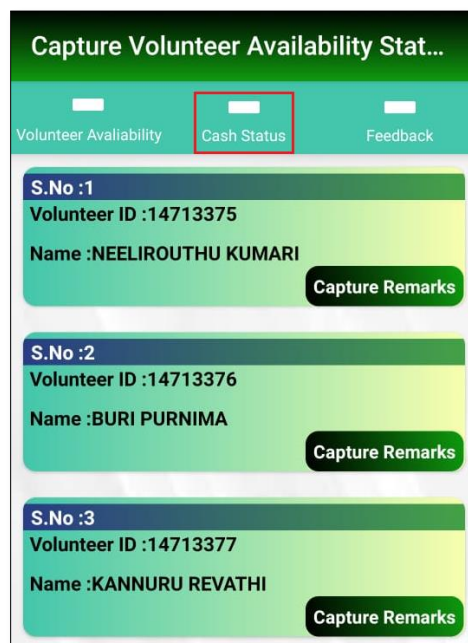 Capture Volunteer Availability Stat...
Volunteer Avaliability Cash Status Feedback
S.No :1
Volunteer ID :14713375
Name :NEELIROUTHU KUMARI
Capture Remarks
S.No :2
Volunteer ID :14713376
Name :BURI PURNIMA
Capture Remarks
S.No :3
Volunteer ID :14713377
Name :KANNURU REVATHI
Capture Remarks